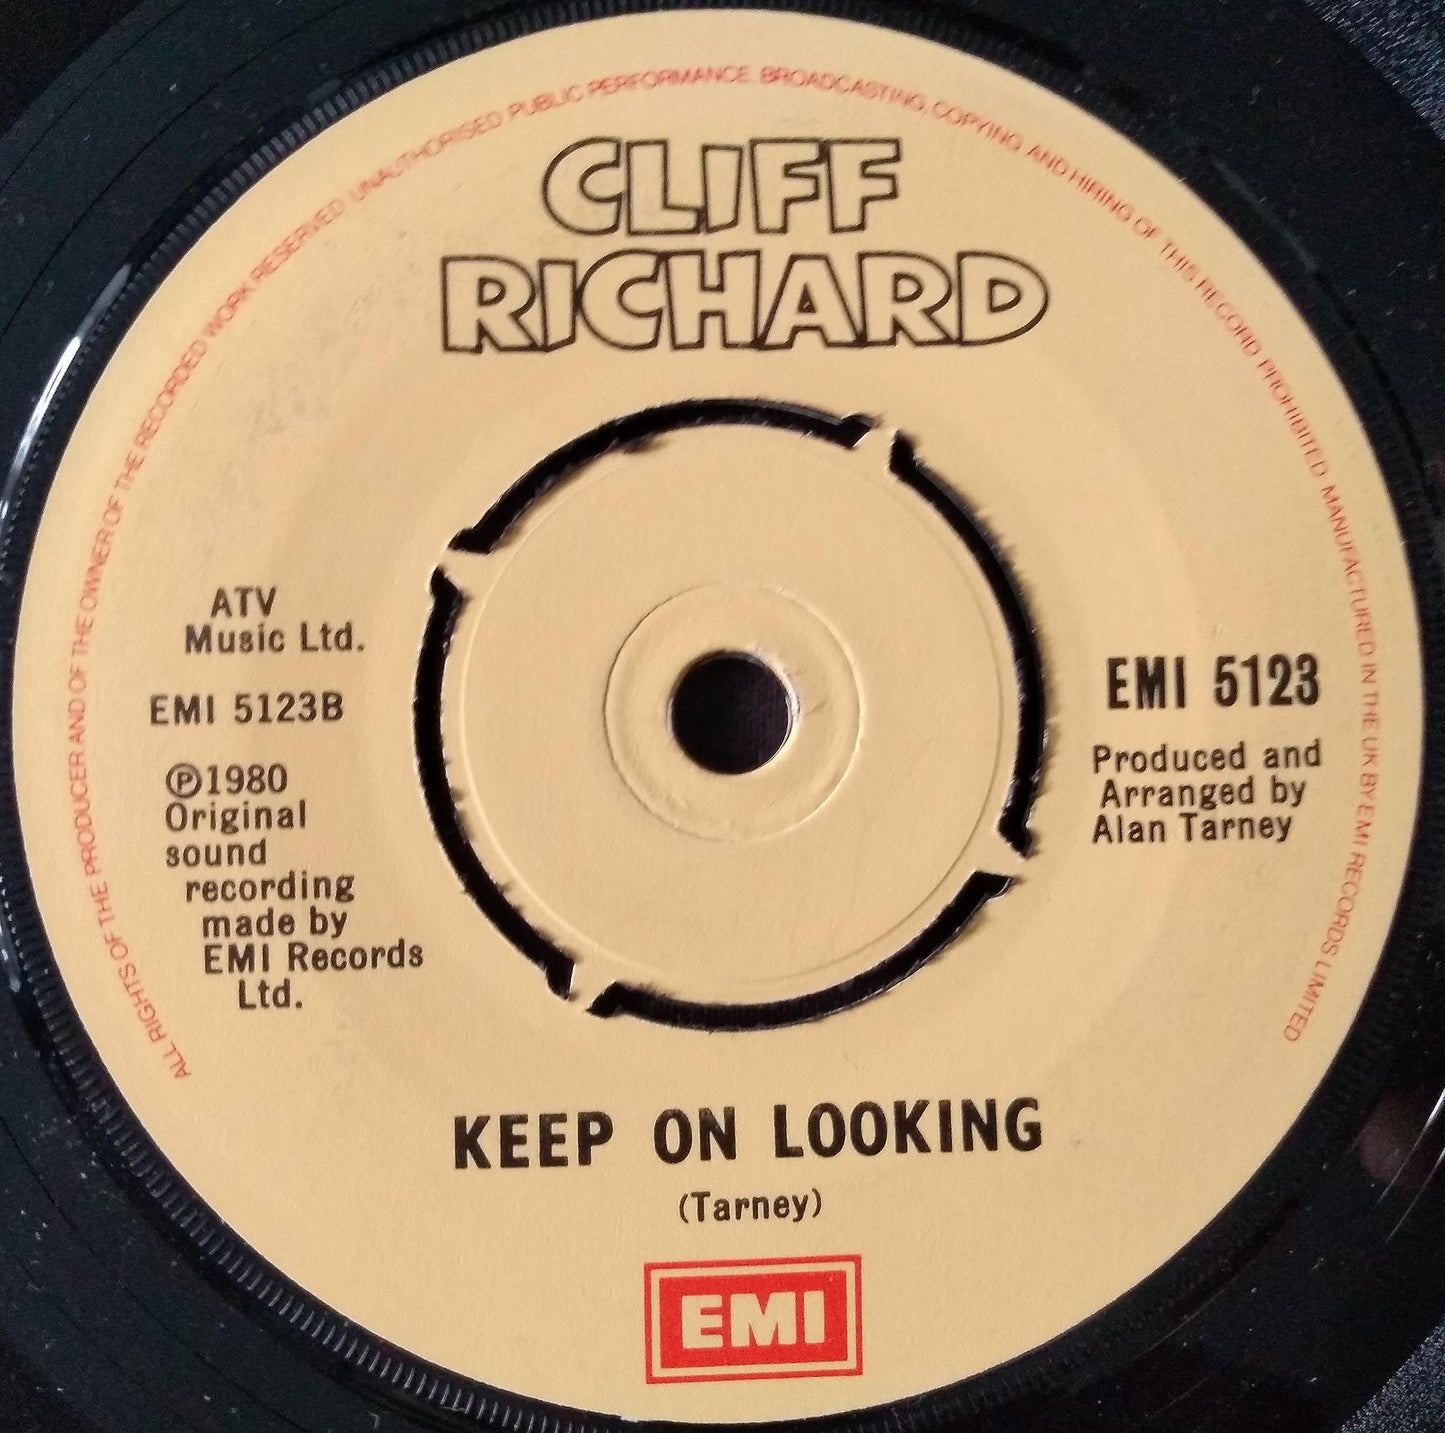 ALL RIGHTS OF THE PRODUCER AND OF THE OWNER OF THE RECORDED WORK RESERVED. UNAUTHORISED PUBLIC PERFORMANCE. BROADCASTING, COPYING AND HIRING OF THIS RECORD PROHIBITED MANUFACTURED IN THE UK BY EMI RECORDS LIMITED
CLIFF
RICHARD
ATV
Music Ltd.
EMI 5123B
Ⓟ1980
Original
sound
recording
made by
EMI Records
Ltd.
EMI 5123
Produced and
Arranged by
Alan Tarney
KEEP ON LOOKING
(Tarney)
EMI